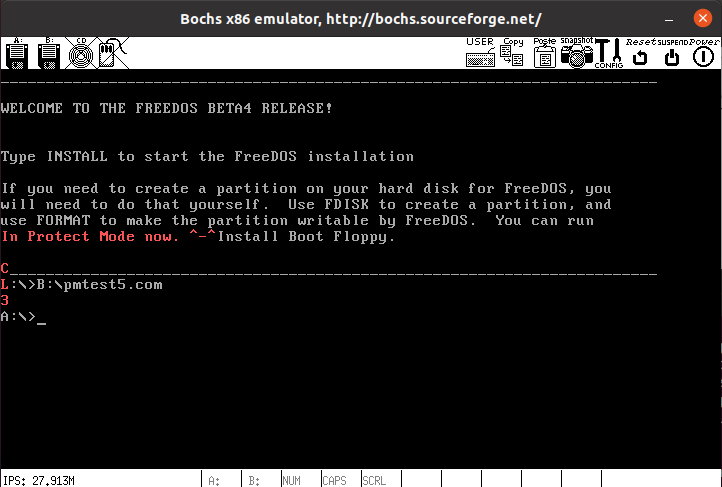 Bochs x86 emulator, http://bochs.sourceforge.net/
A: B: CD USER Copy Paste snapshot CONFIG Reset SUSPEND Power
WELCOME TO THE FREEDOS BETA4 RELEASE!
Type INSTALL to start the FreeDOS installation
If you need to create a partition on your hard disk for FreeDOS, you
will need to do that yourself.  Use FDISK to create a partition, and
use FORMAT to make the partition writable by FreeDOS.  You can run
In Protect Mode now. ^-^Install Boot Floppy.
C_________________________________________________________________________________
L:\>B:\pmtest5.com
3
A:\>_
IPS: 27.913M A: B: NUM CAPS SCRL